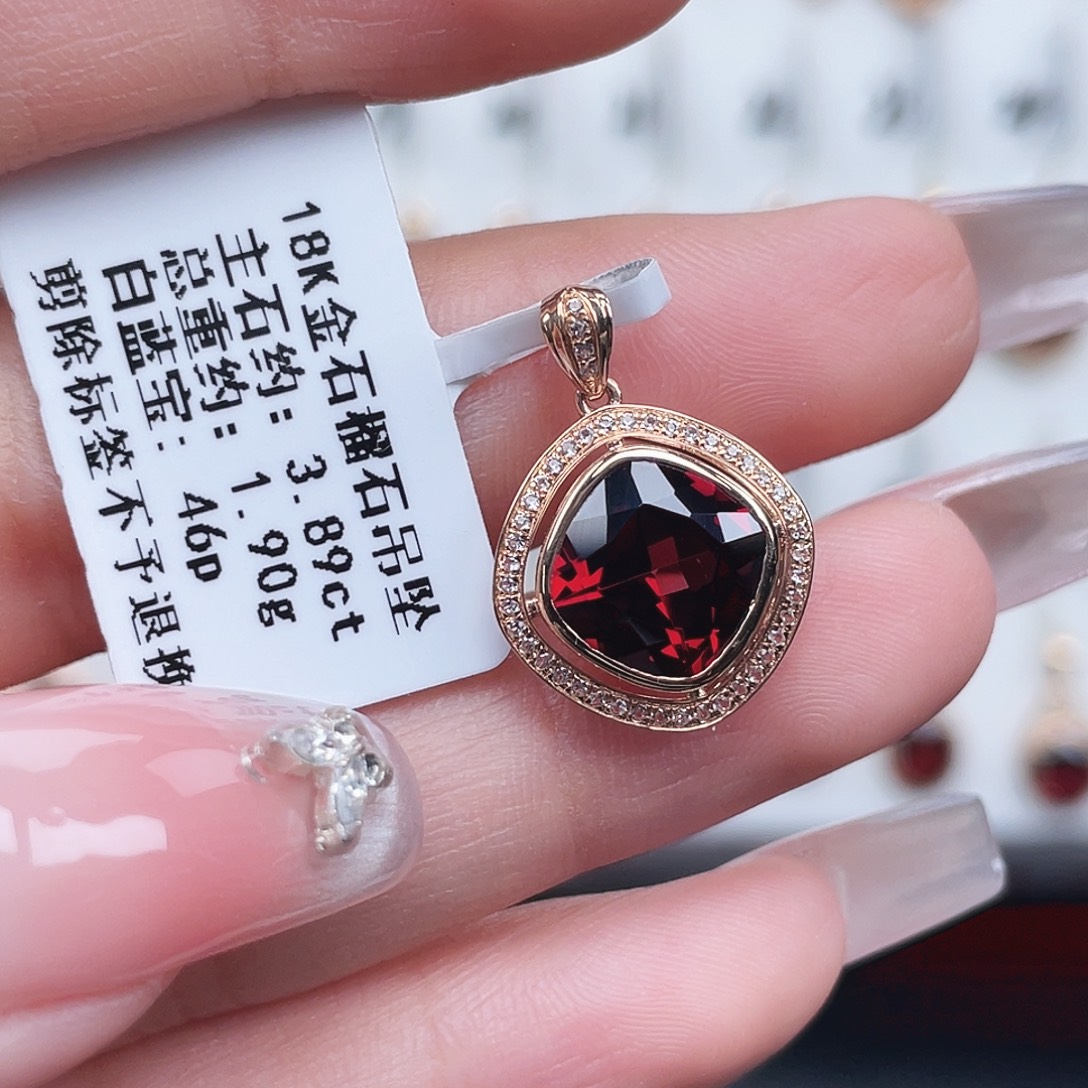 18K金石榴石吊坠
主石约: 3.89ct
总重约: 1.90g
白蓝宝: 46p
剪除标签不予退换